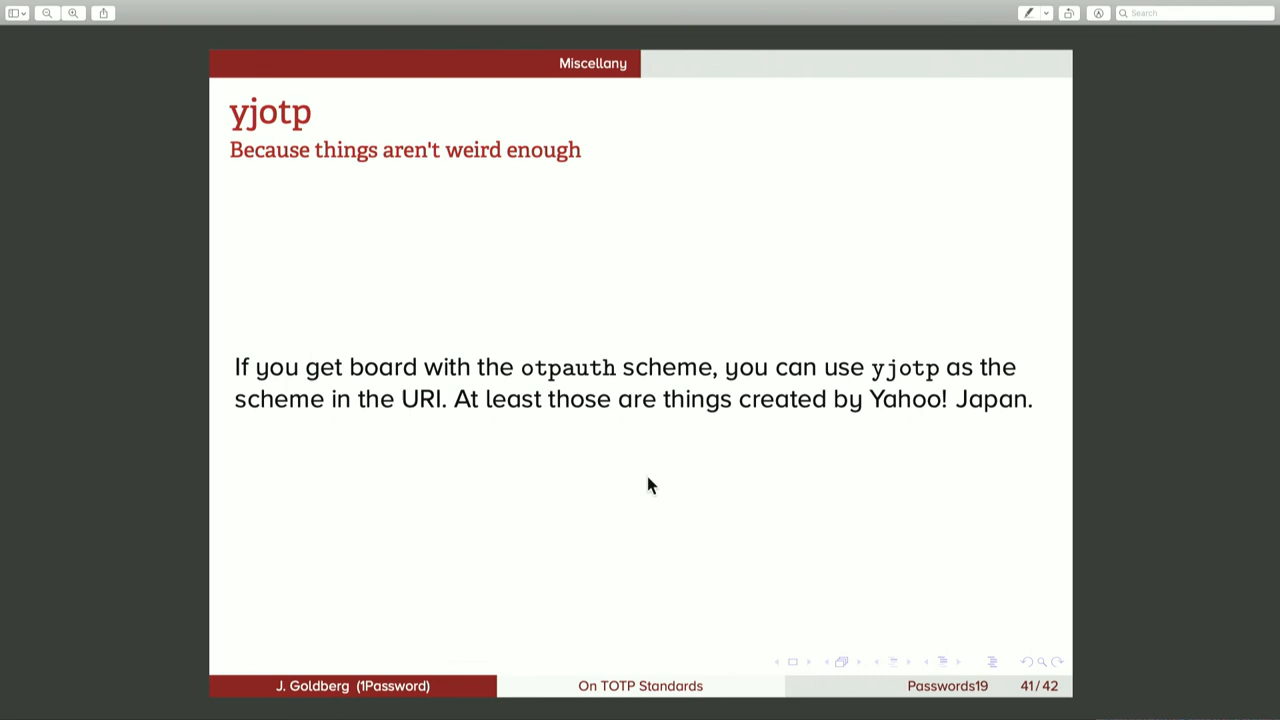 Search
Miscellany
yjotp
Because things aren't weird enough
If you get board with the otpauth scheme, you can use yjotp as the
scheme in the URI. At least those are things created by Yahoo! Japan.
J. Goldberg (1Password) On TOTP Standards Passwords19 41/42